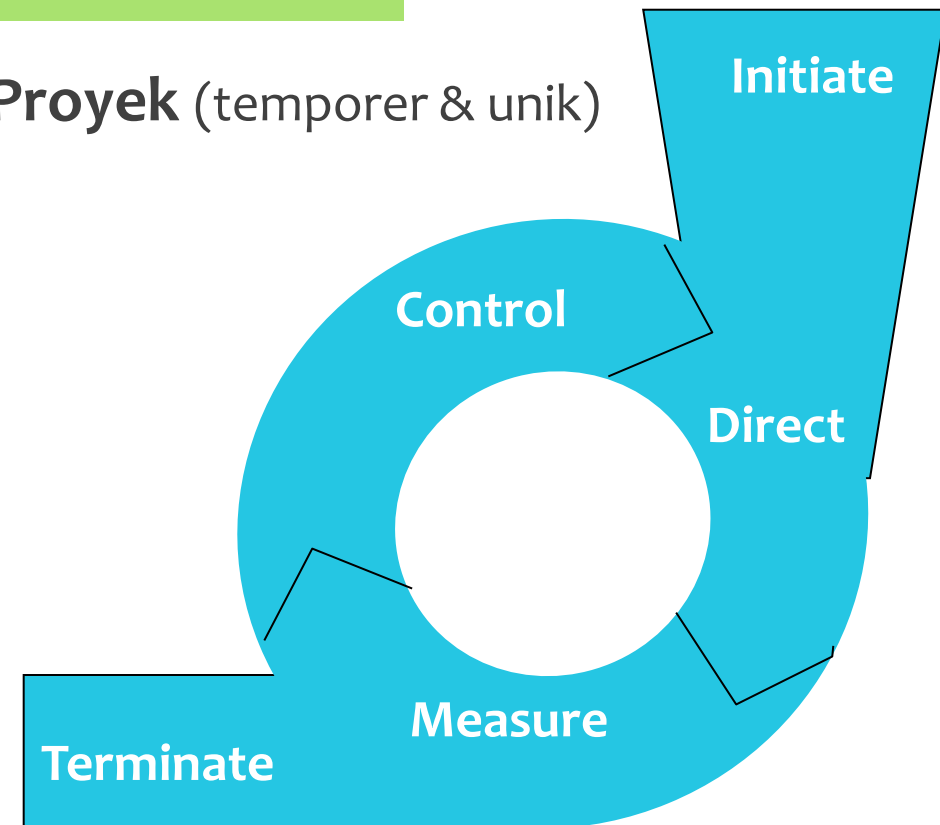 Proyek (temporer & unik)
Initiate
Control
Direct
Measure
Terminate